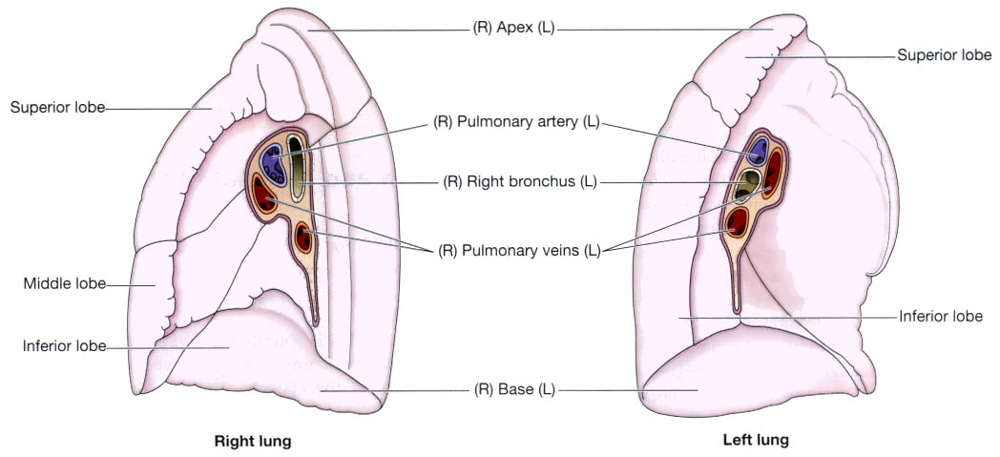 (R) Apex (L)
Superior lobe
Superior lobe
(R) Pulmonary artery (L)
(R) Right bronchus (L)
(R) Pulmonary veins (L)
Middle lobe
Inferior lobe
Inferior lobe
(R) Base (L)
Right lung
Left lung